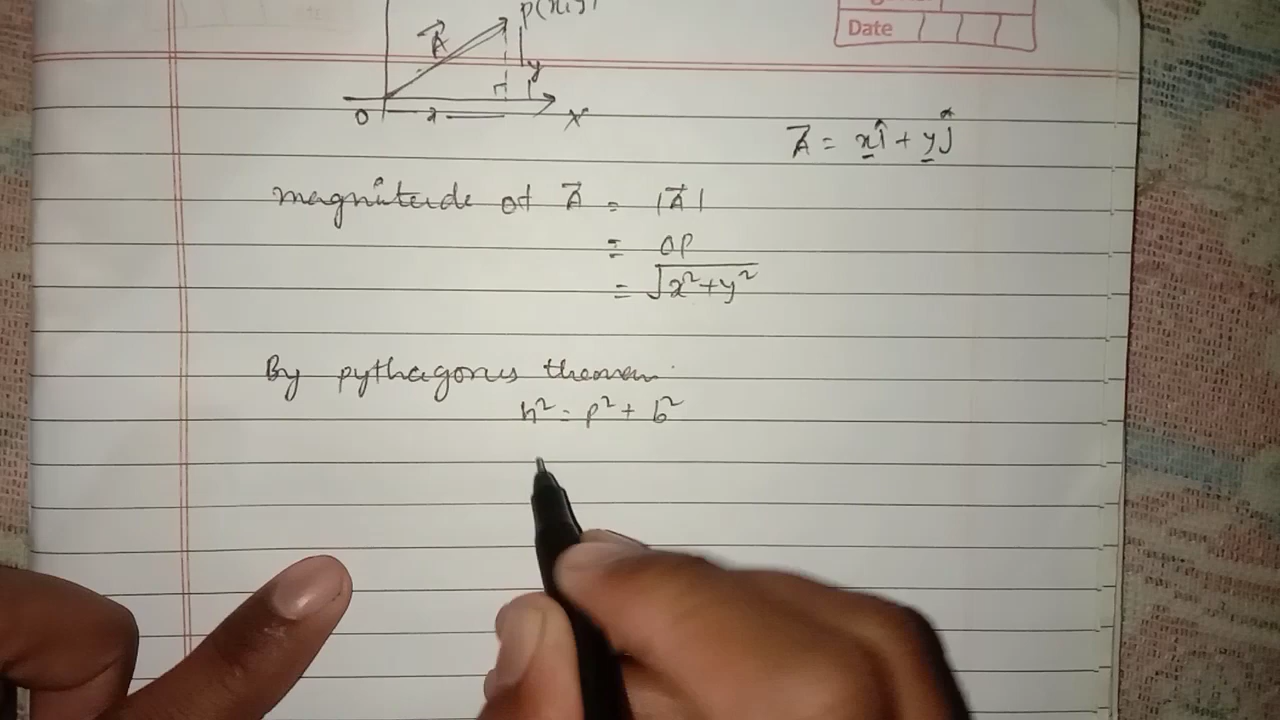 P(x,y)
Date
A⃗
y
O
x
X
A⃗ = xî + yĵ
magnitude of A⃗ = |A⃗|
= OP
= √x²+y²
By pythagorus theorem
h² = p² + b²